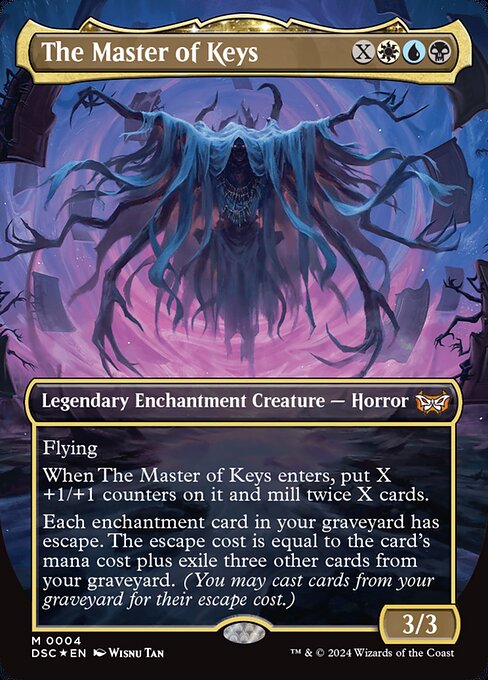 The Master of Keys X
Legendary Enchantment Creature — Horror
Flying
When The Master of Keys enters, put X
+1/+1 counters on it and mill twice X cards.
Each enchantment card in your graveyard has
escape. The escape cost is equal to the card's
mana cost plus exile three other cards from
your graveyard. (You may cast cards from your
graveyard for their escape cost.)
3/3
M 0004
DSC★EN Wisnu Tan
™ & © 2024 Wizards of the Coast